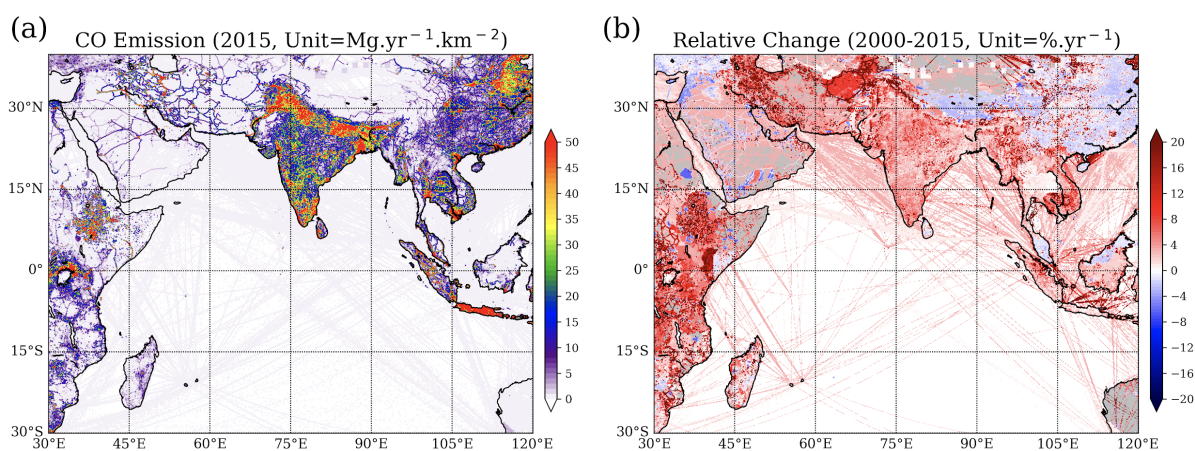 (a)
CO Emission (2015, Unit=Mg.yr⁻¹.km⁻²)
30°N
15°N
0°
15°S
30°S
30°E 45°E 60°E 75°E 90°E 105°E 120°E
50
45
40
35
30
25
20
15
10
5
0
(b)
Relative Change (2000-2015, Unit=%.yr⁻¹)
30°N
15°N
0°
15°S
30°S
30°E 45°E 60°E 75°E 90°E 105°E 120°E
20
16
12
8
4
0
−4
−8
−12
−16
−20